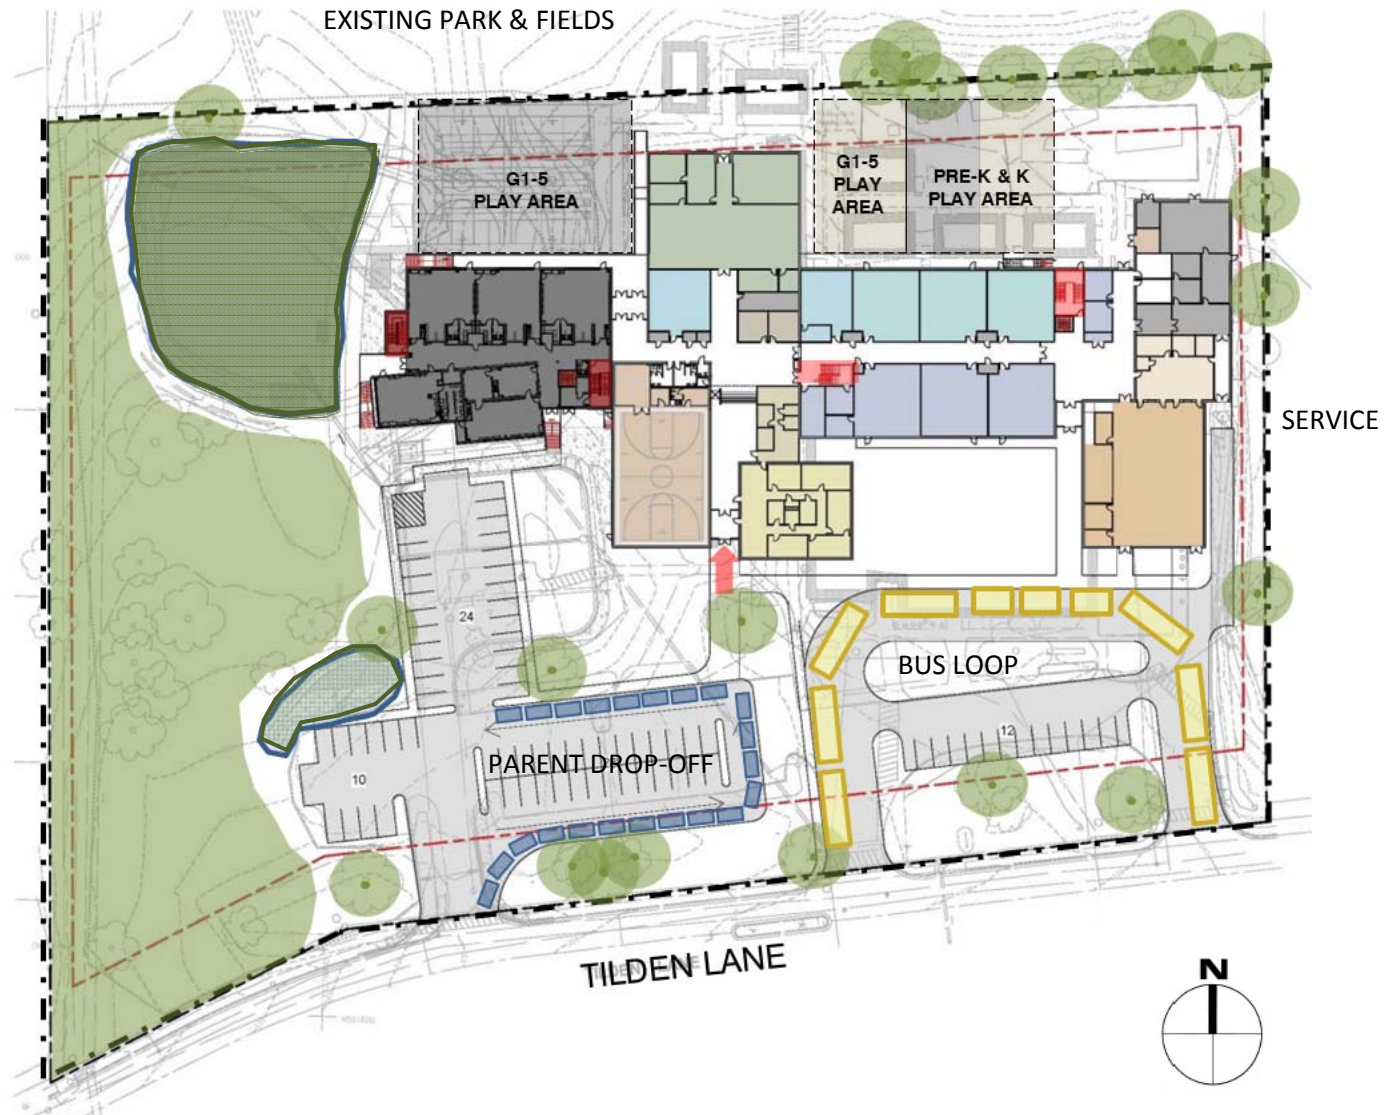 EXISTING PARK & FIELDS
G1-5
PLAY AREA
G1-5
PLAY
AREA
PRE-K & K
PLAY AREA
SERVICE
24
BUS LOOP
12
PARENT DROP-OFF
10
TILDEN LANE
N